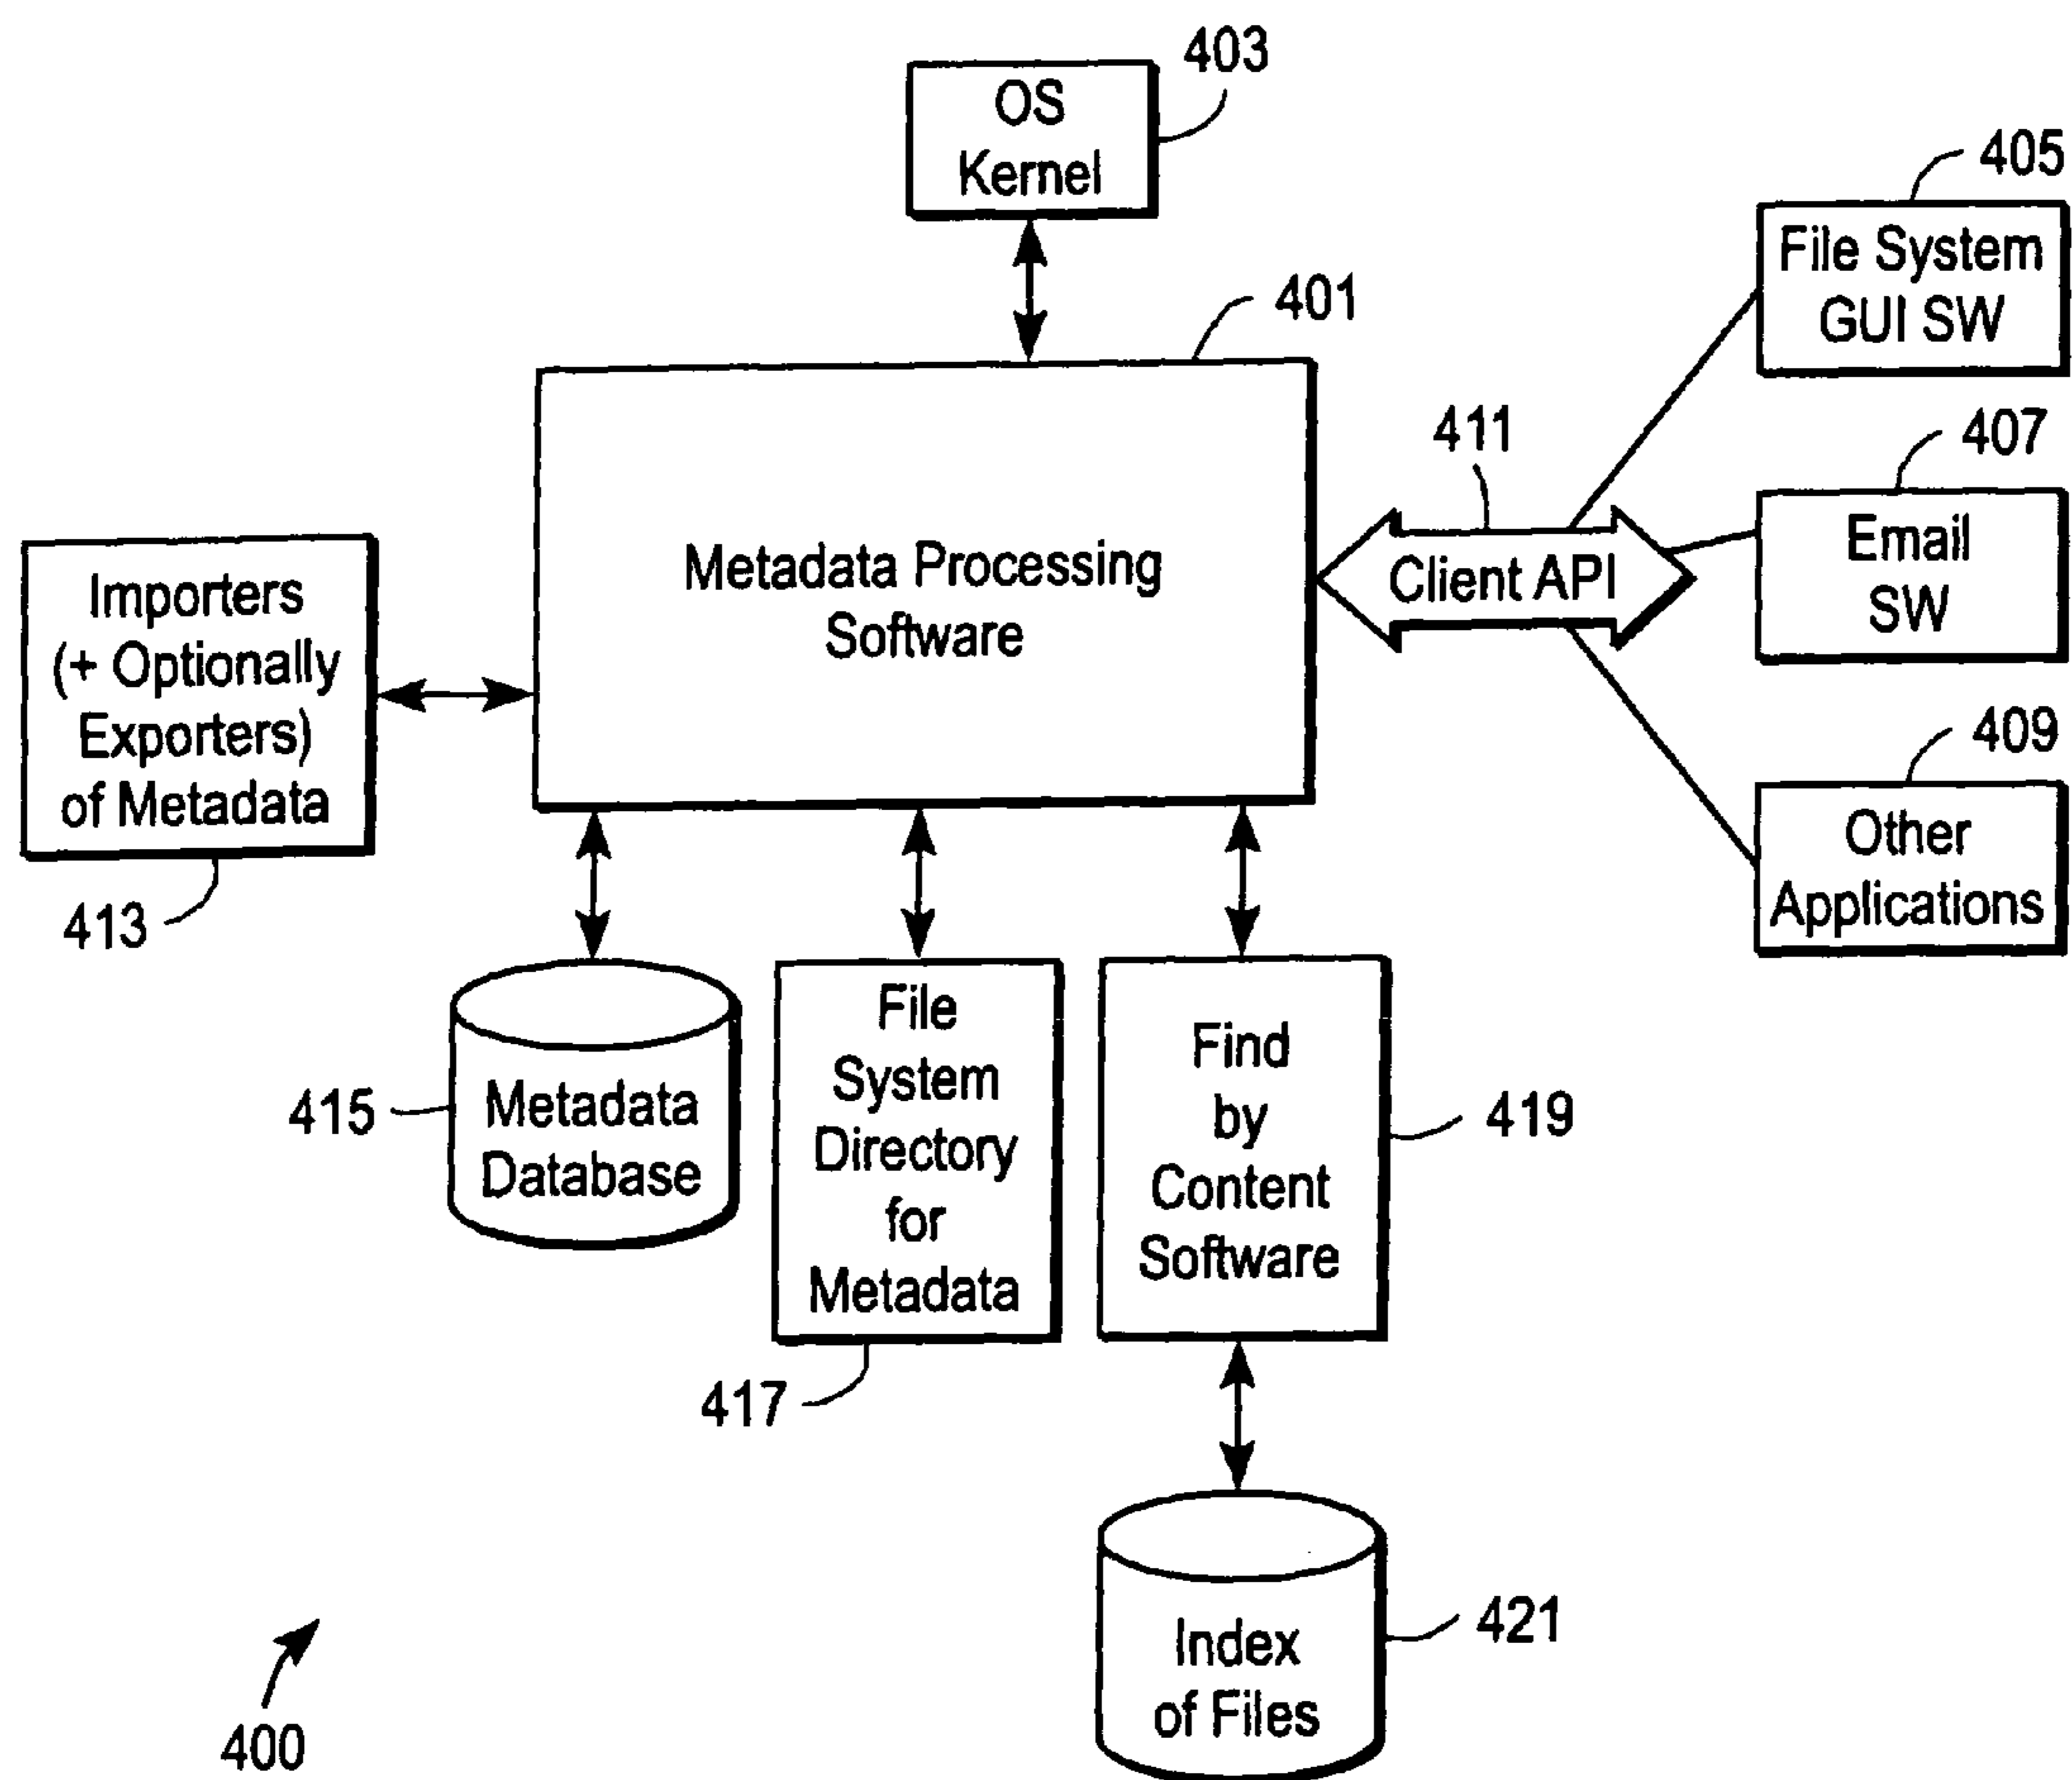 403
OS
Kernel
405
File System
GUI SW
401
411
407
Email
SW
Client API
Metadata Processing
Software
Importers
(+ Optionally
Exporters)
of Metadata
413
409
Other
Applications
415
Metadata
Database
File
System
Directory
for
Metadata
417
Find
by
Content
Software
419
421
Index
of Files
400